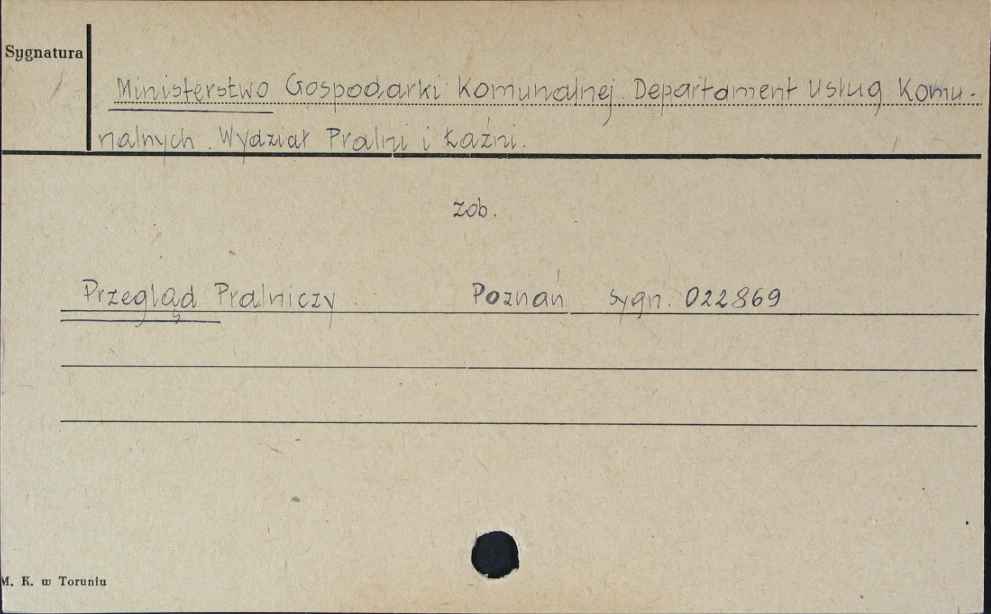 Sygnatura
Ministerstwo Gospodarki Komunalnej. Departament Usług Komu-
nalnych. Wydział Pralni i Łaźni.
zob.
Przegląd Pralniczy Poznań sygn. 022869
M. K. w Toruniu